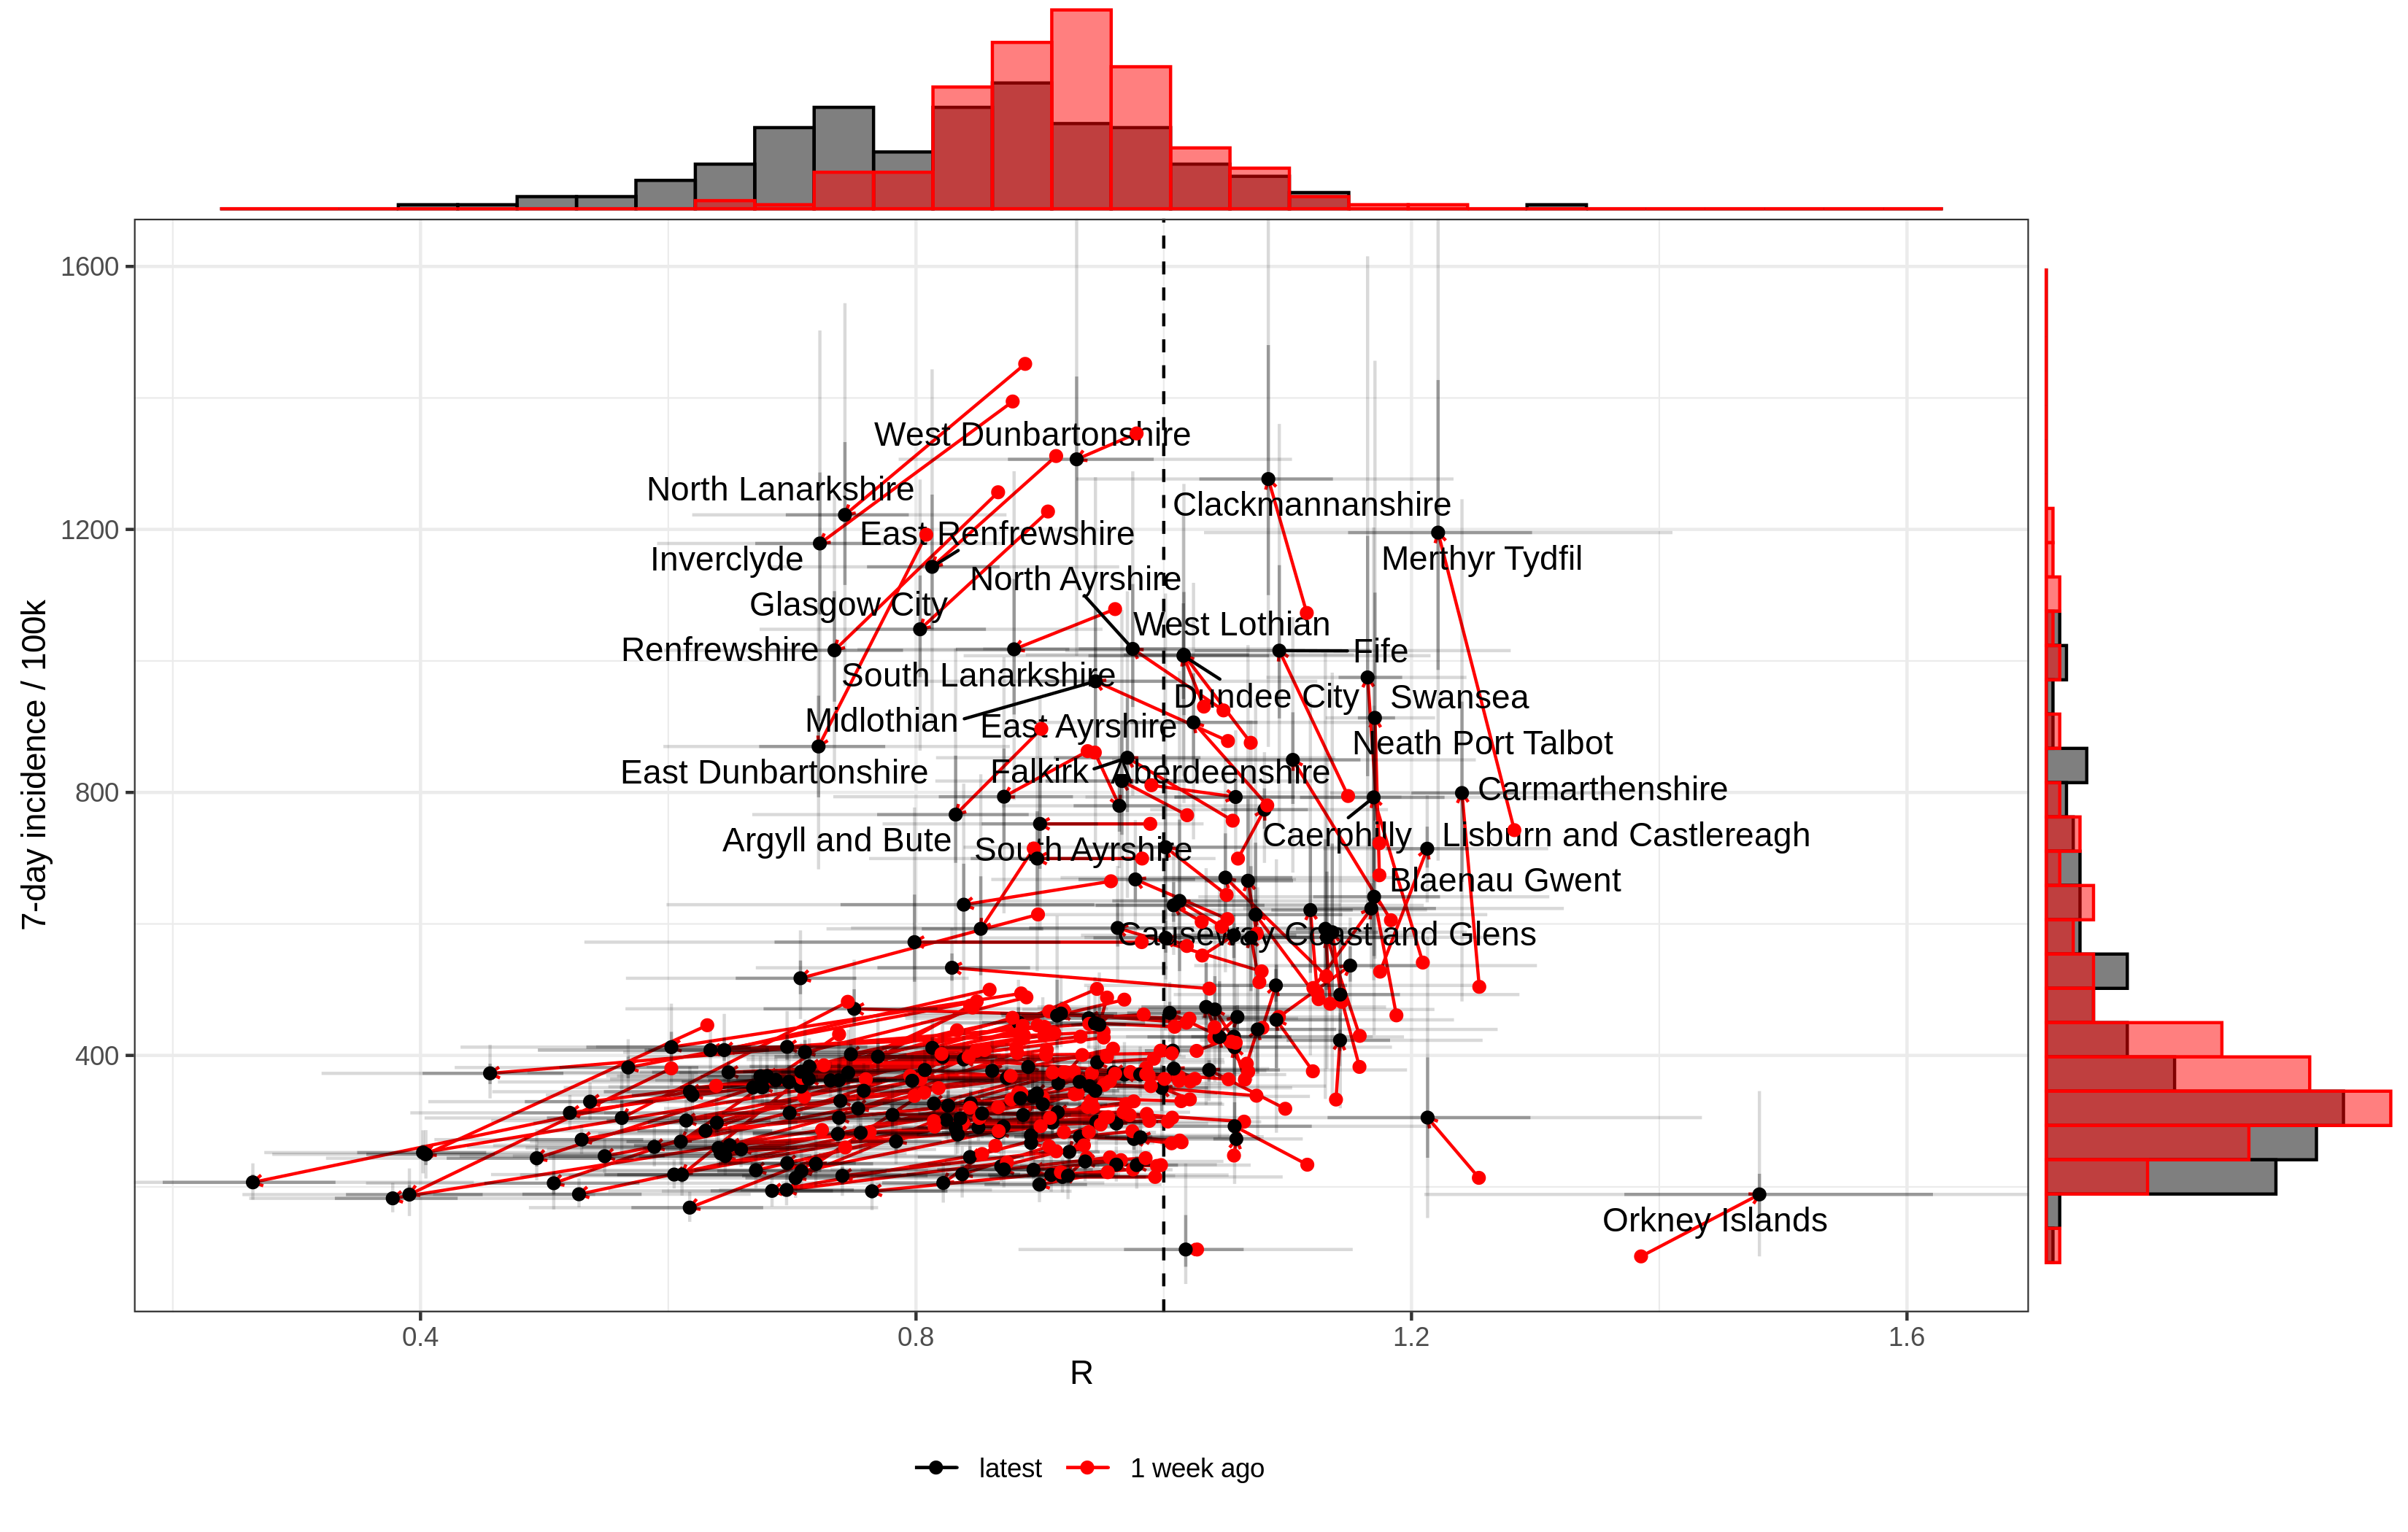 1600
1200
800
400
7-day incidence / 100k
West Dunbartonshire
North Lanarkshire
Clackmannanshire
East Renfrewshire
Inverclyde
Merthyr Tydfil
North Ayrshire
Glasgow City
West Lothian
Renfrewshire
Fife
South Lanarkshire
Dundee City
Swansea
Midlothian
East Ayrshire
Neath Port Talbot
East Dunbartonshire
Falkirk
Aberdeenshire
Carmarthenshire
Argyll and Bute
Caerphilly
Lisburn and Castlereagh
South Ayrshire
Blaenau Gwent
Causeway Coast and Glens
Orkney Islands
0.4
0.8
1.2
1.6
R
latest
1 week ago